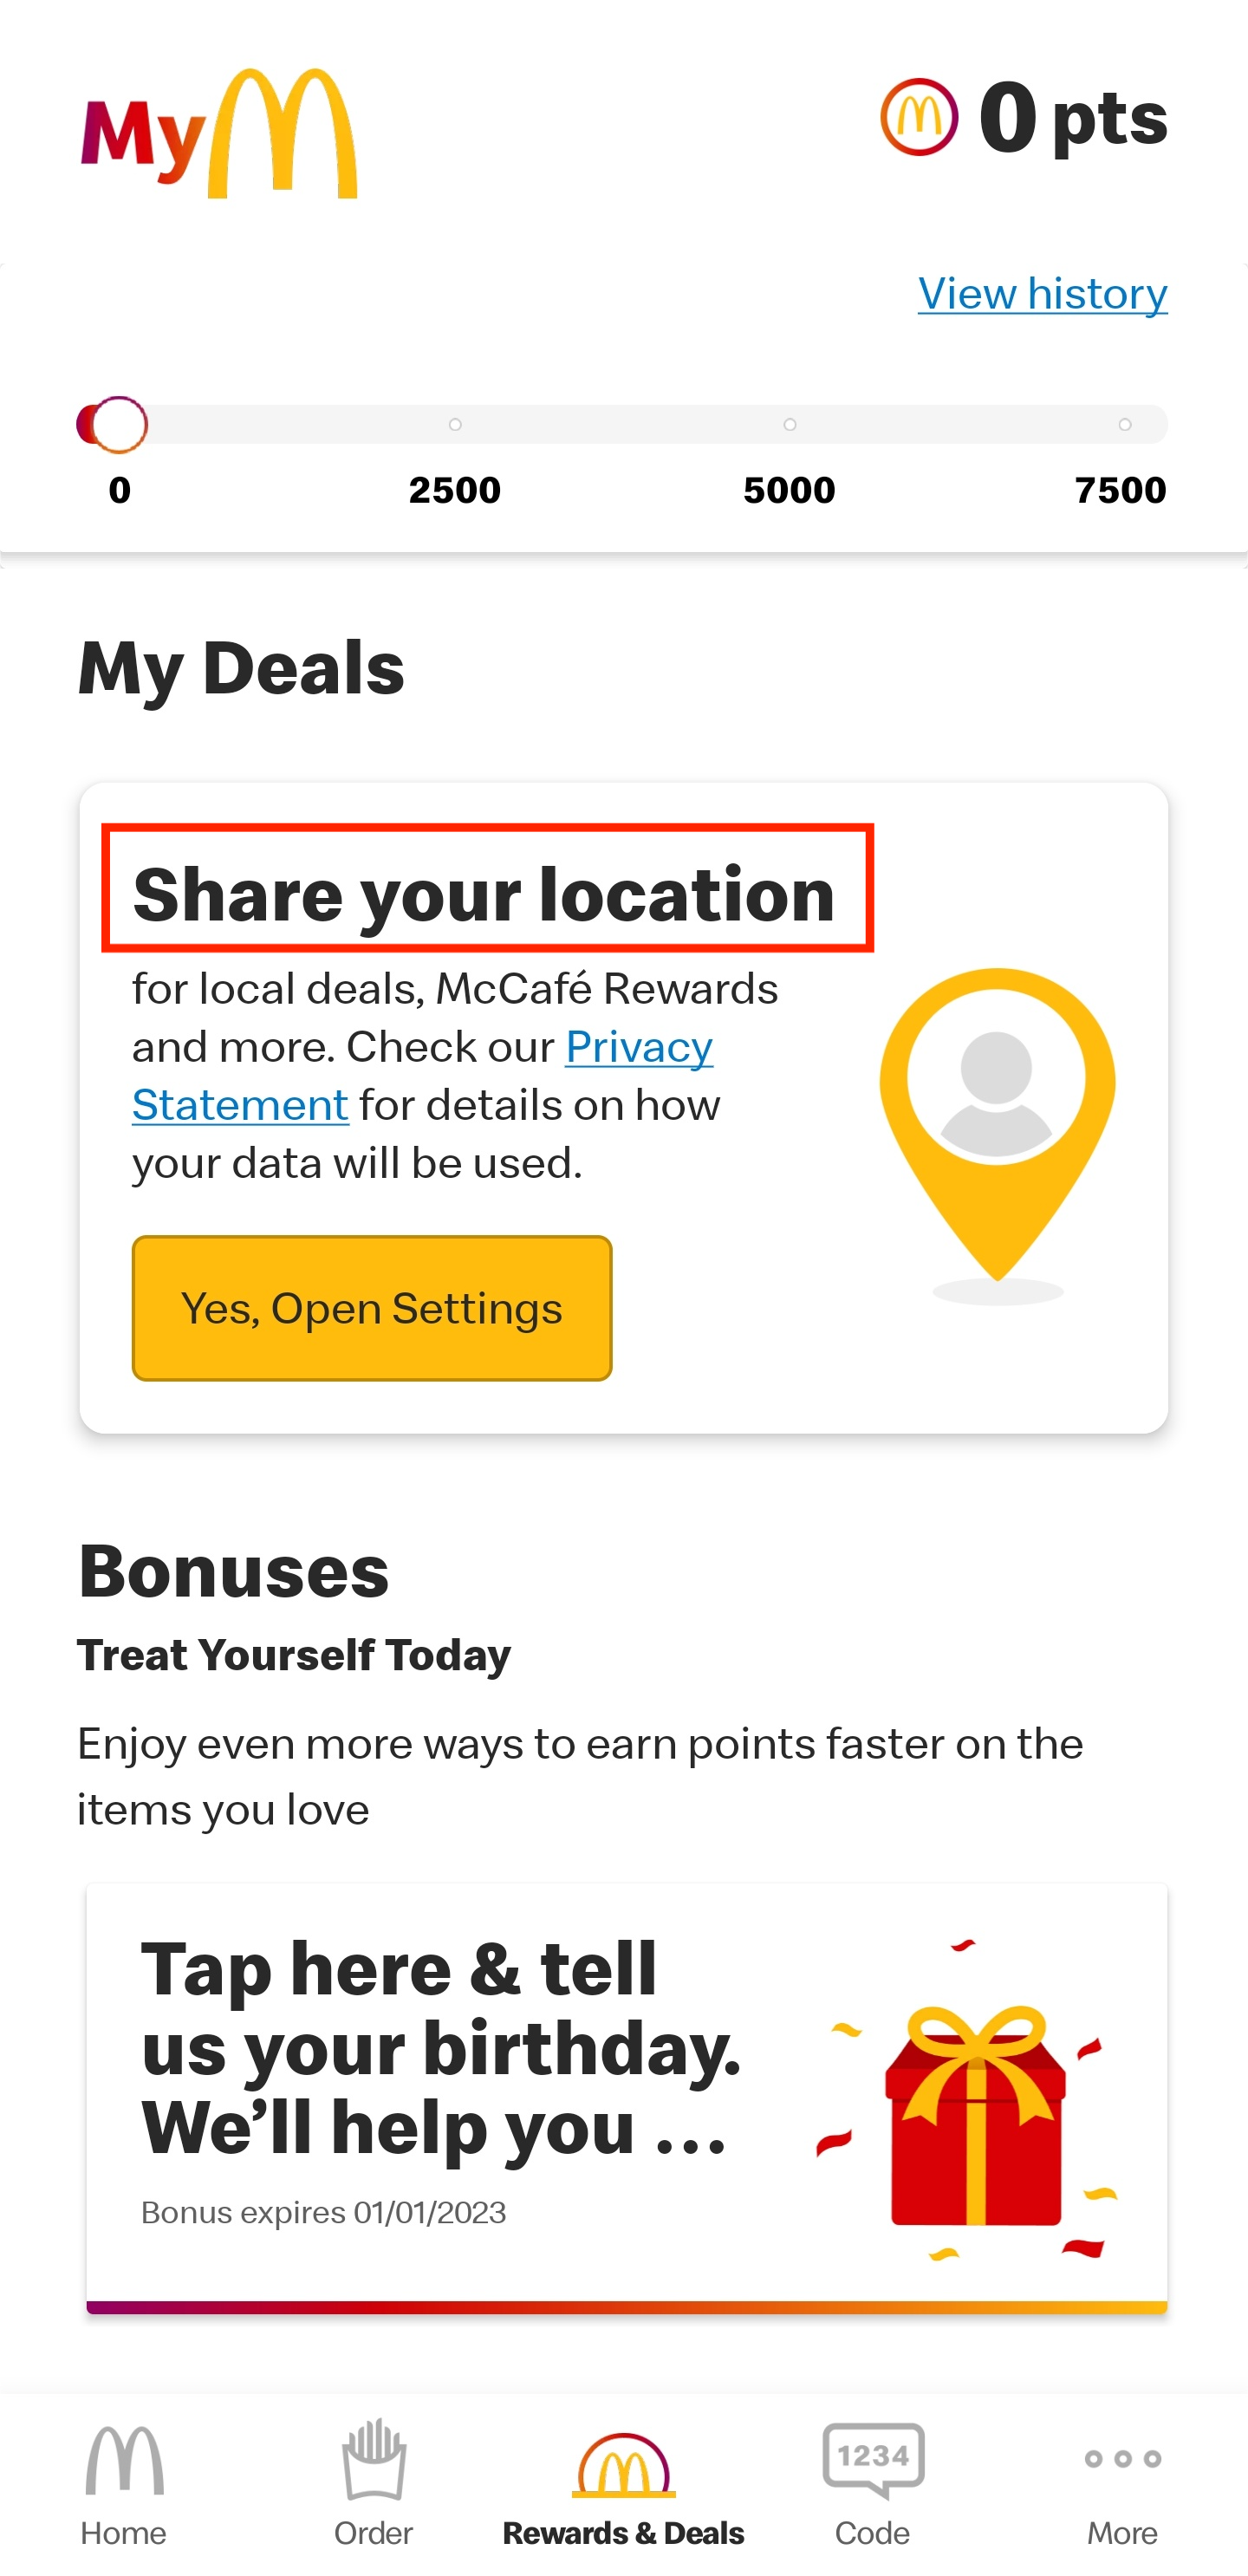 My
0 pts
View history
0 2500 5000 7500
My Deals
Share your location
for local deals, McCafé Rewards
and more. Check our Privacy
Statement for details on how
your data will be used.
Yes, Open Settings
Bonuses
Treat Yourself Today
Enjoy even more ways to earn points faster on the
items you love
Tap here & tell
us your birthday.
We’ll help you ...
Bonus expires 01/01/2023
1234
Home Order Rewards & Deals Code More